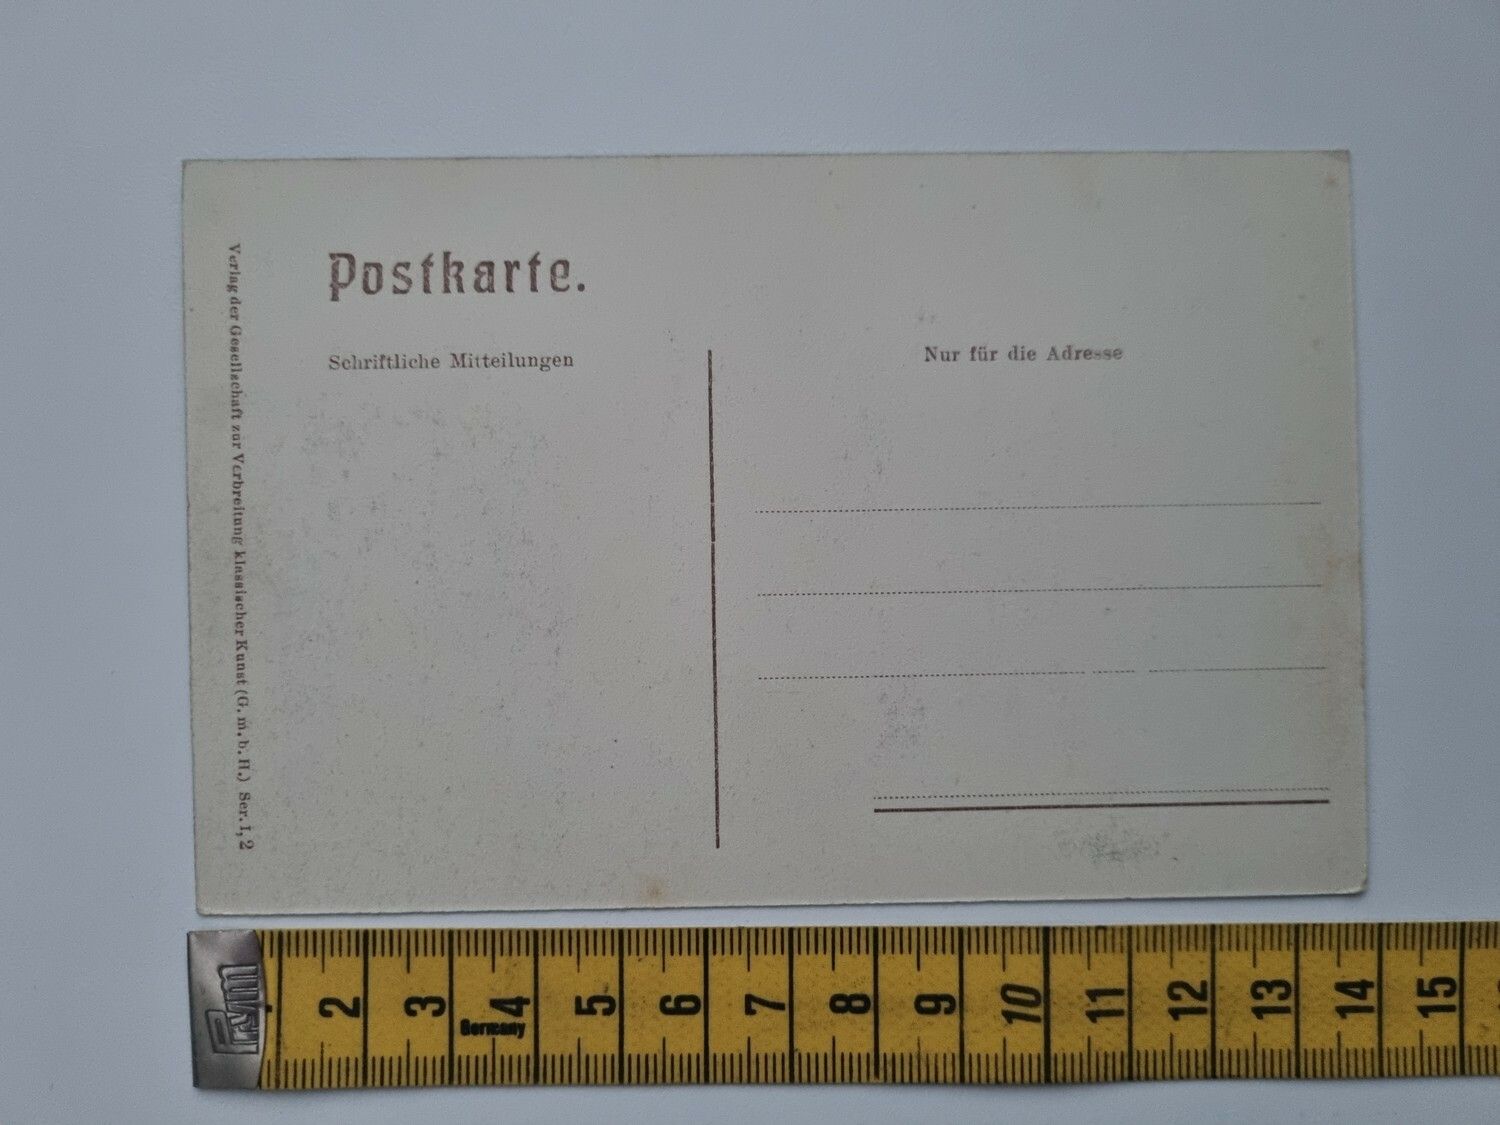 Postkarte.
Schriftliche Mitteilungen
Nur für die Adresse
Verlag der Gesellschaft zur Verbreitung klassischer Kunst (G. m. b. H.) Ser. 1, 2
Prym
2 3 4 5 6 7 8 9 10 11 12 13 14 15
Germany